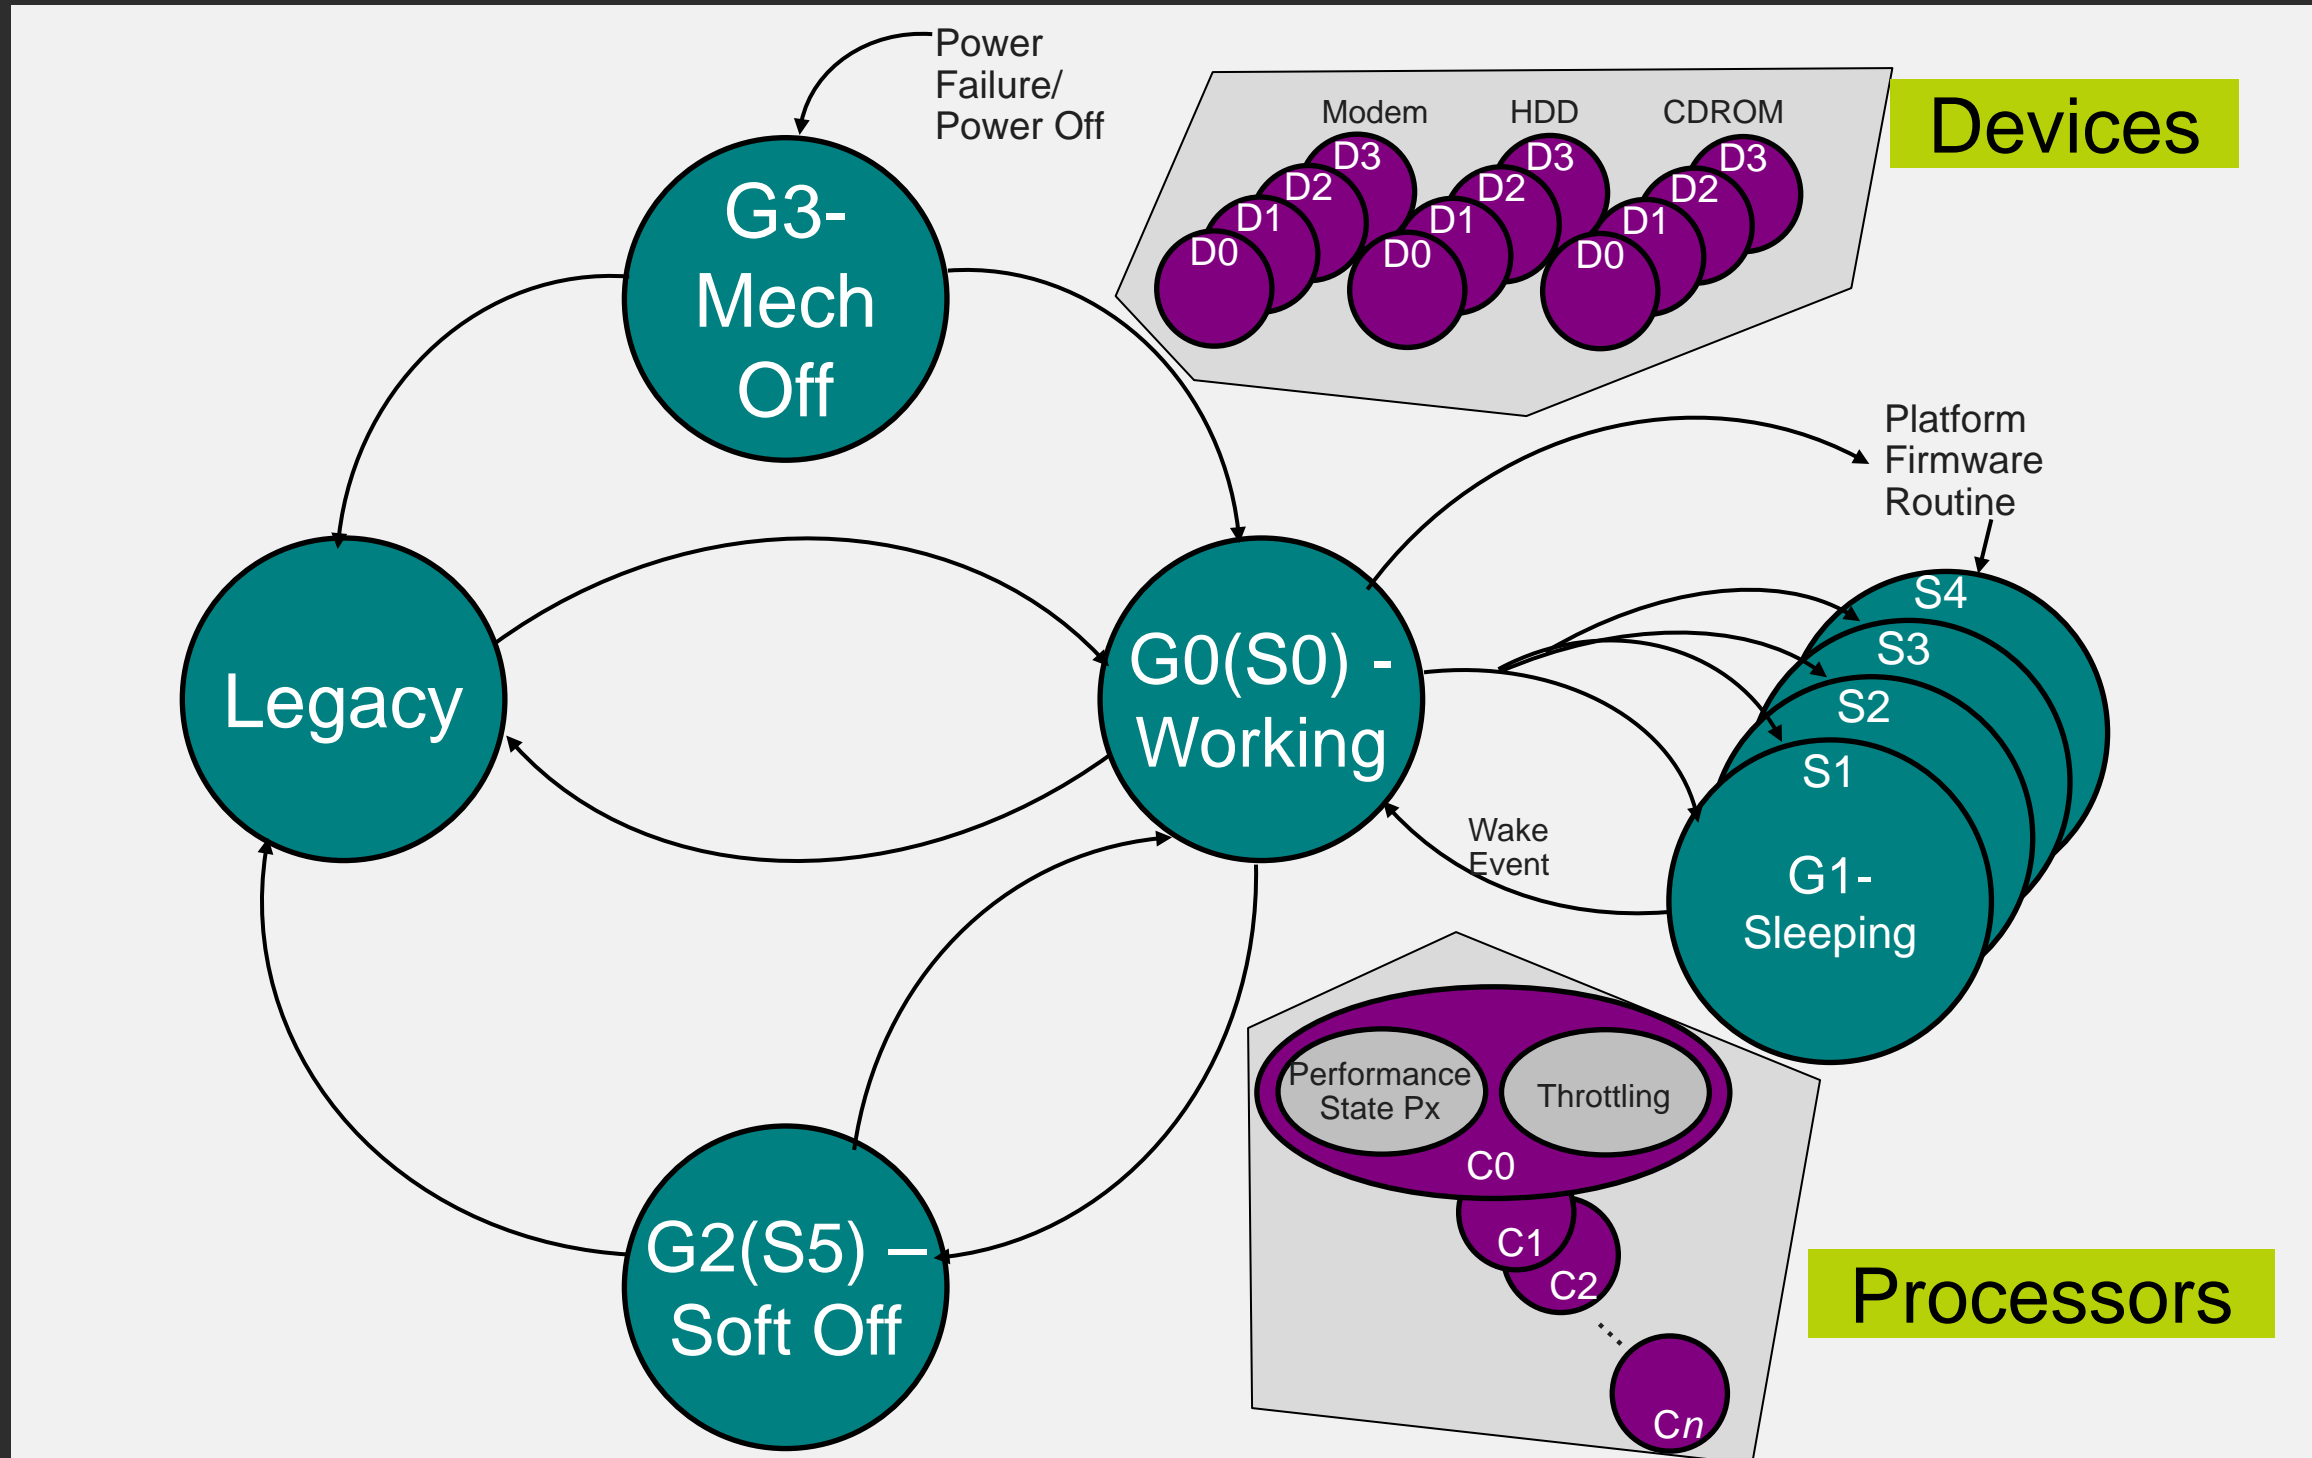 Power
Failure/
Power Off
G3-
Mech
Off
Devices
Modem
HDD
CDROM
D3
D2
D1
D0
D3
D2
D1
D0
D3
D2
D1
D0
Platform
Firmware
Routine
Legacy
G0(S0) -
Working
S4
S3
S2
S1
G1-
Sleeping
Wake
Event
G2(S5) –
Soft Off
Performance
State Px
Throttling
C0
C1
C2
Cn
Processors